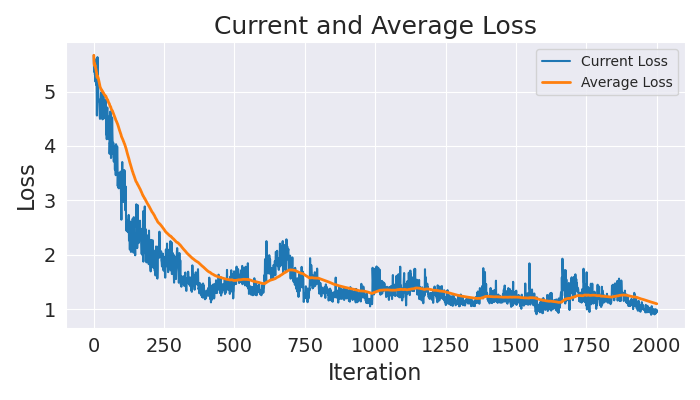 Current and Average Loss
Current Loss
Average Loss
Loss
5
4
3
2
1
0 250 500 750 1000 1250 1500 1750 2000
Iteration